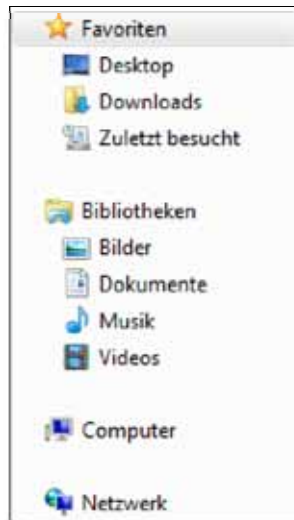 Favoriten
Desktop
Downloads
Zuletzt besucht
Bibliotheken
Bilder
Dokumente
Musik
Videos
Computer
Netzwerk